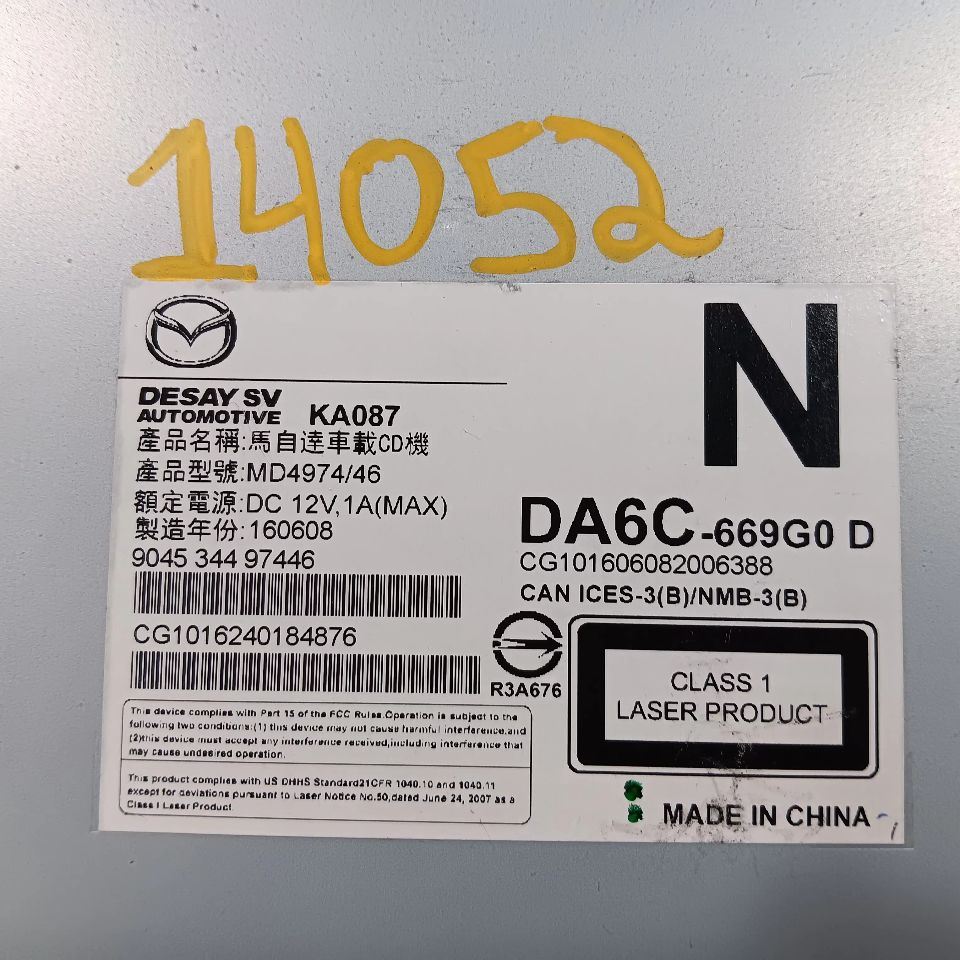 14052
N
DESAY SV
AUTOMOTIVE KA087
產品名稱:馬自達車載CD機
產品型號:MD4974/46
額定電源:DC 12V,1A(MAX)
製造年份:160608
9045 344 97446
CG1016240184876
DA6C-669G0 D
CG101606082006388
CAN ICES-3(B)/NMB-3(B)
R3A676
CLASS 1
LASER PRODUCT
This device complies with Part 15 of the FCC Rules.Operation is subject to the
following two conditions:(1) this device may not cause harmful interference,and
(2)this device must accept any interference received,including interference that
may cause undesired operation.
This product complies with US DHHS Standard21CFR 1040.10 and 1040.11
except for deviations pursuant to Laser Notice No.50,dated June 24, 2007 as a
Class I Laser Product.
MADE IN CHINA